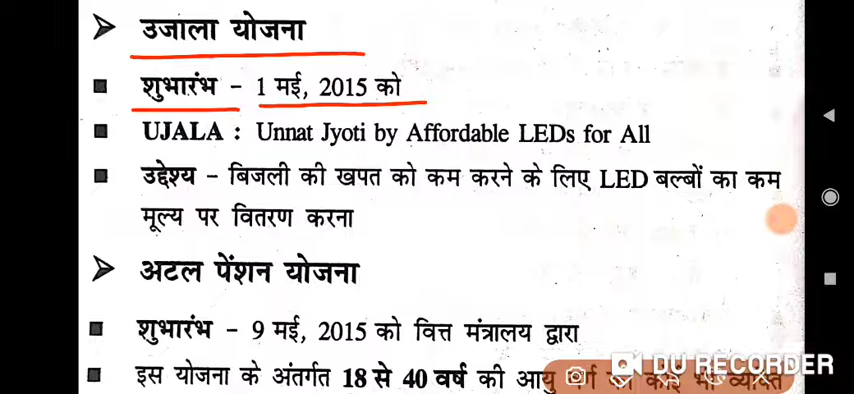 ➤ उजाला योजना
■ शुभारंभ - 1 मई, 2015 को
■ UJALA : Unnat Jyoti by Affordable LEDs for All
■ उद्देश्य - बिजली की खपत को कम करने के लिए LED बल्बों का कम
मूल्य पर वितरण करना
➤ अटल पेंशन योजना
■ शुभारंभ - 9 मई, 2015 को वित्त मंत्रालय द्वारा
■ इस योजना के अंतर्गत 18 से 40 वर्ष की आयु
DU RECORDER